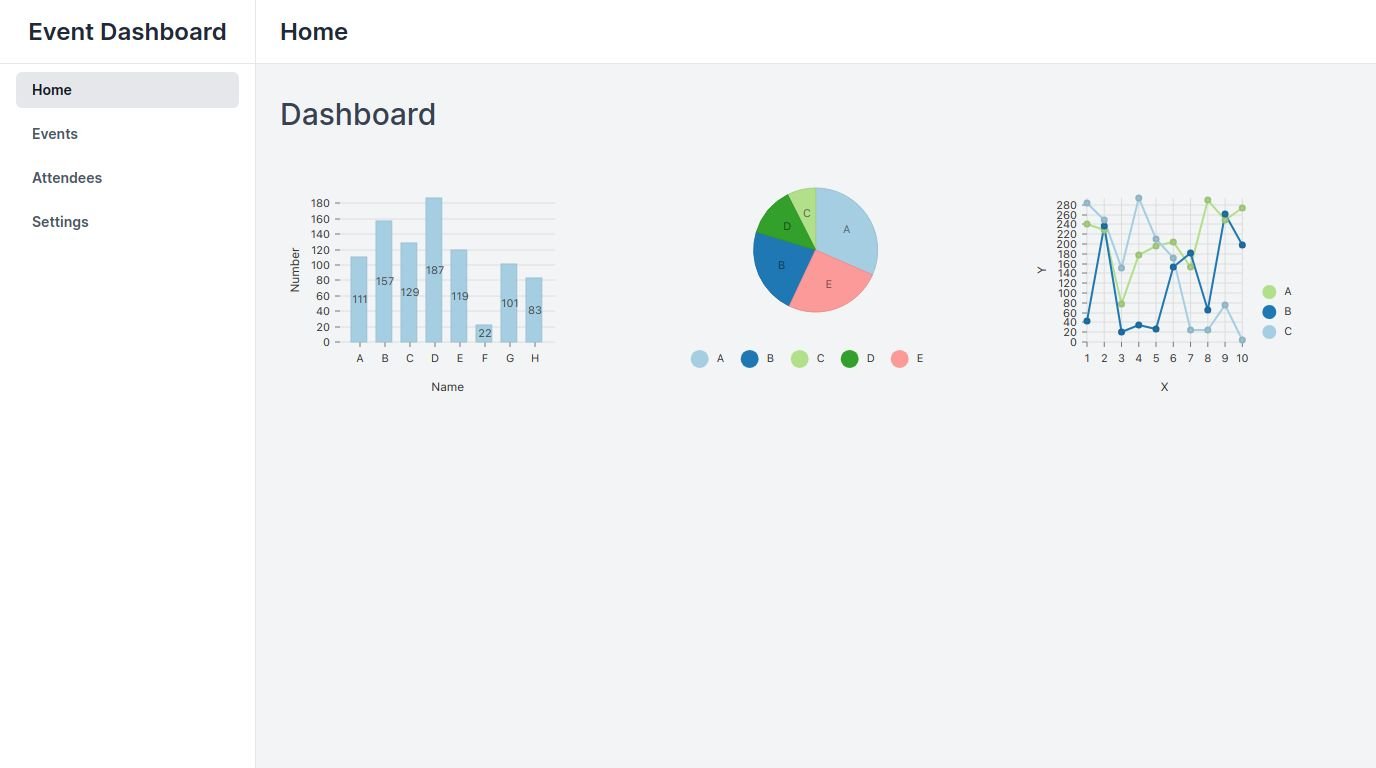 Event Dashboard
Home
Home
Events
Attendees
Settings
Dashboard
Number
180
160
140
120
100
80
60
40
20
0
111
157
129
187
119
22
101
83
A B C D E F G H
Name
A
B
C
D
E
A B C D E
Y
280
260
240
220
200
180
160
140
120
100
80
60
40
20
0
1 2 3 4 5 6 7 8 9 10
X
A
B
C